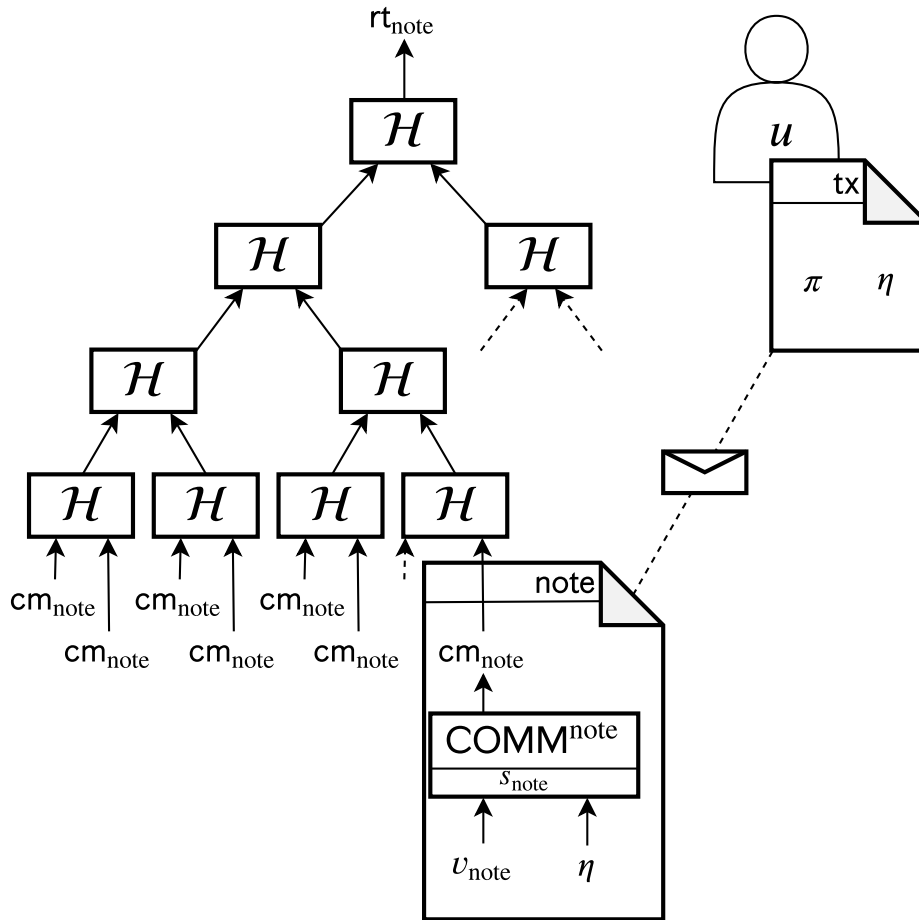 rt_note
ℋ
u
tx
ℋ ℋ
π η
ℋ ℋ
ℋ ℋ ℋ ℋ
note
cm_note cm_note cm_note
cm_note cm_note cm_note cm_note
COMM^note
s_note
v_note η